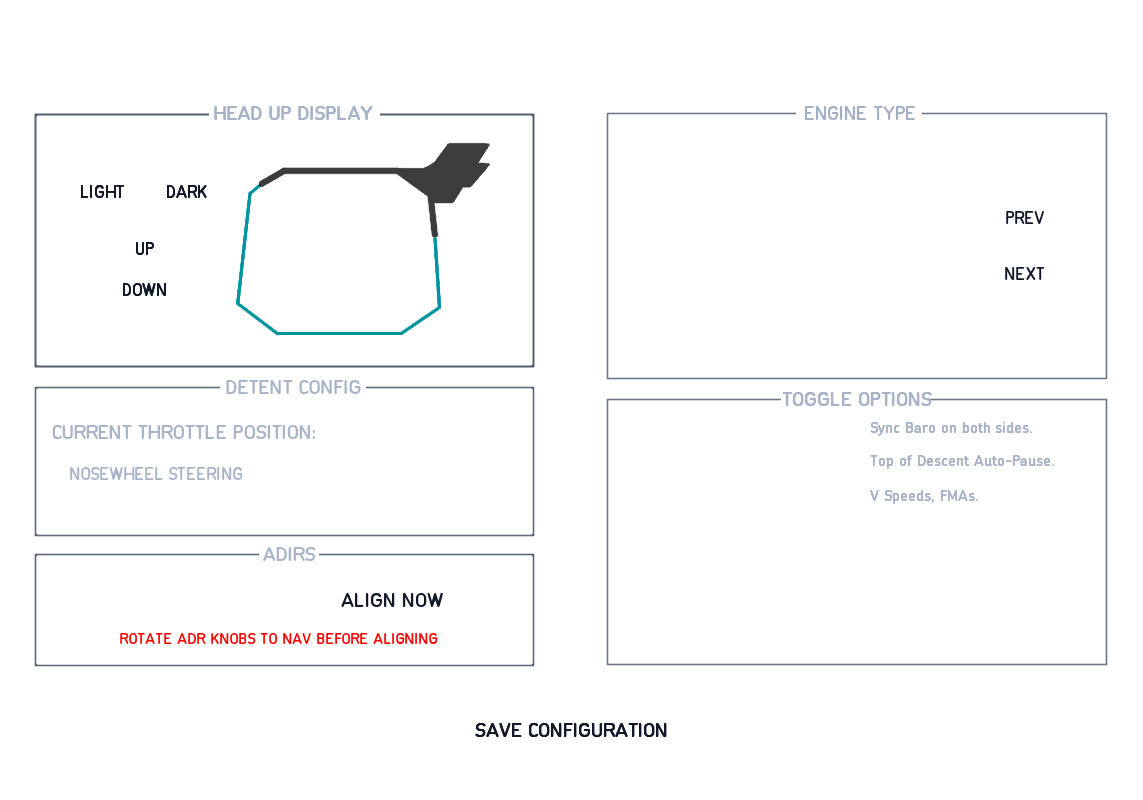 HEAD UP DISPLAY
LIGHT DARK
UP
DOWN
DETENT CONFIG
CURRENT THROTTLE POSITION:
NOSEWHEEL STEERING
ADIRS
ALIGN NOW
ROTATE ADR KNOBS TO NAV BEFORE ALIGNING
ENGINE TYPE
PREV
NEXT
TOGGLE OPTIONS
Sync Baro on both sides.
Top of Descent Auto-Pause.
V Speeds, FMAs.
SAVE CONFIGURATION